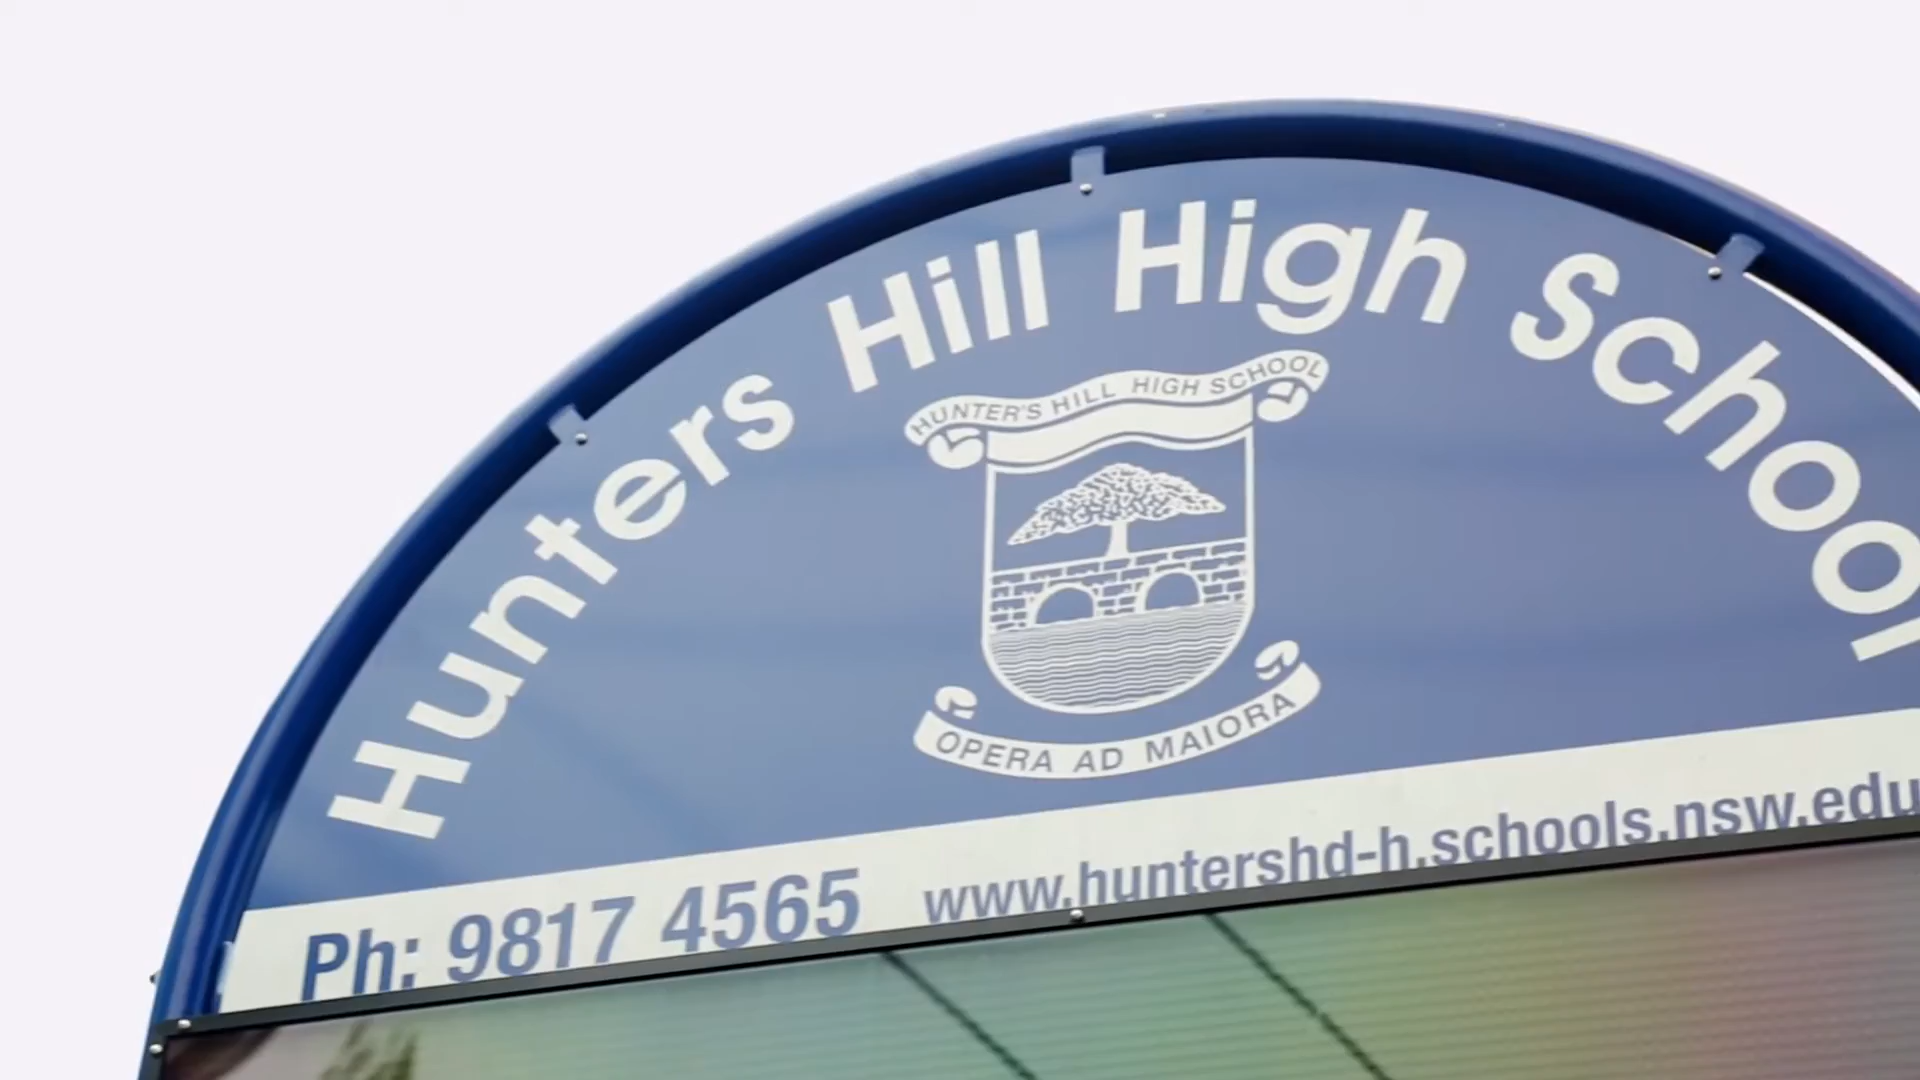 Hunters Hill High School
HUNTER'S HILL HIGH SCHOOL
OPERA AD MAIORA
Ph: 9817 4565 www.huntershd-h.schools.nsw.edu